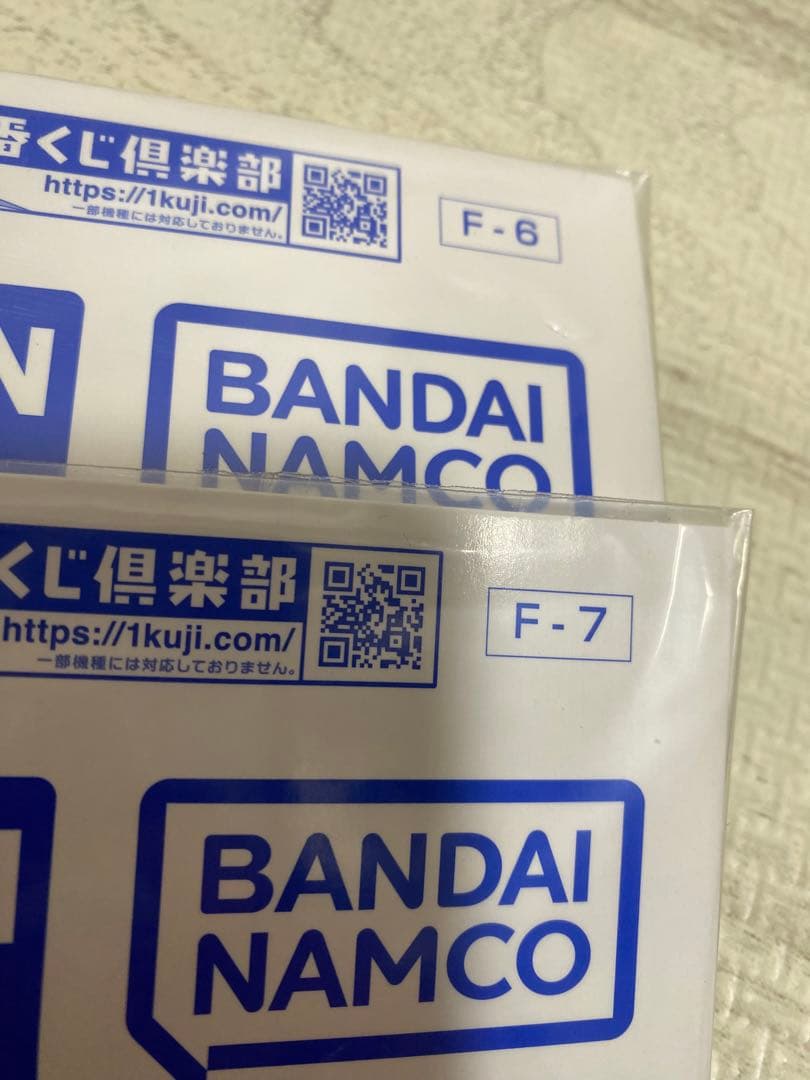 番くじ倶楽部
https://1kuji.com/
一部機種には対応しておりません。
F-6
N
BANDAI
NAMCO
くじ倶楽部
https://1kuji.com/
一部機種には対応しておりません。
F-7
BANDAI
NAMCO